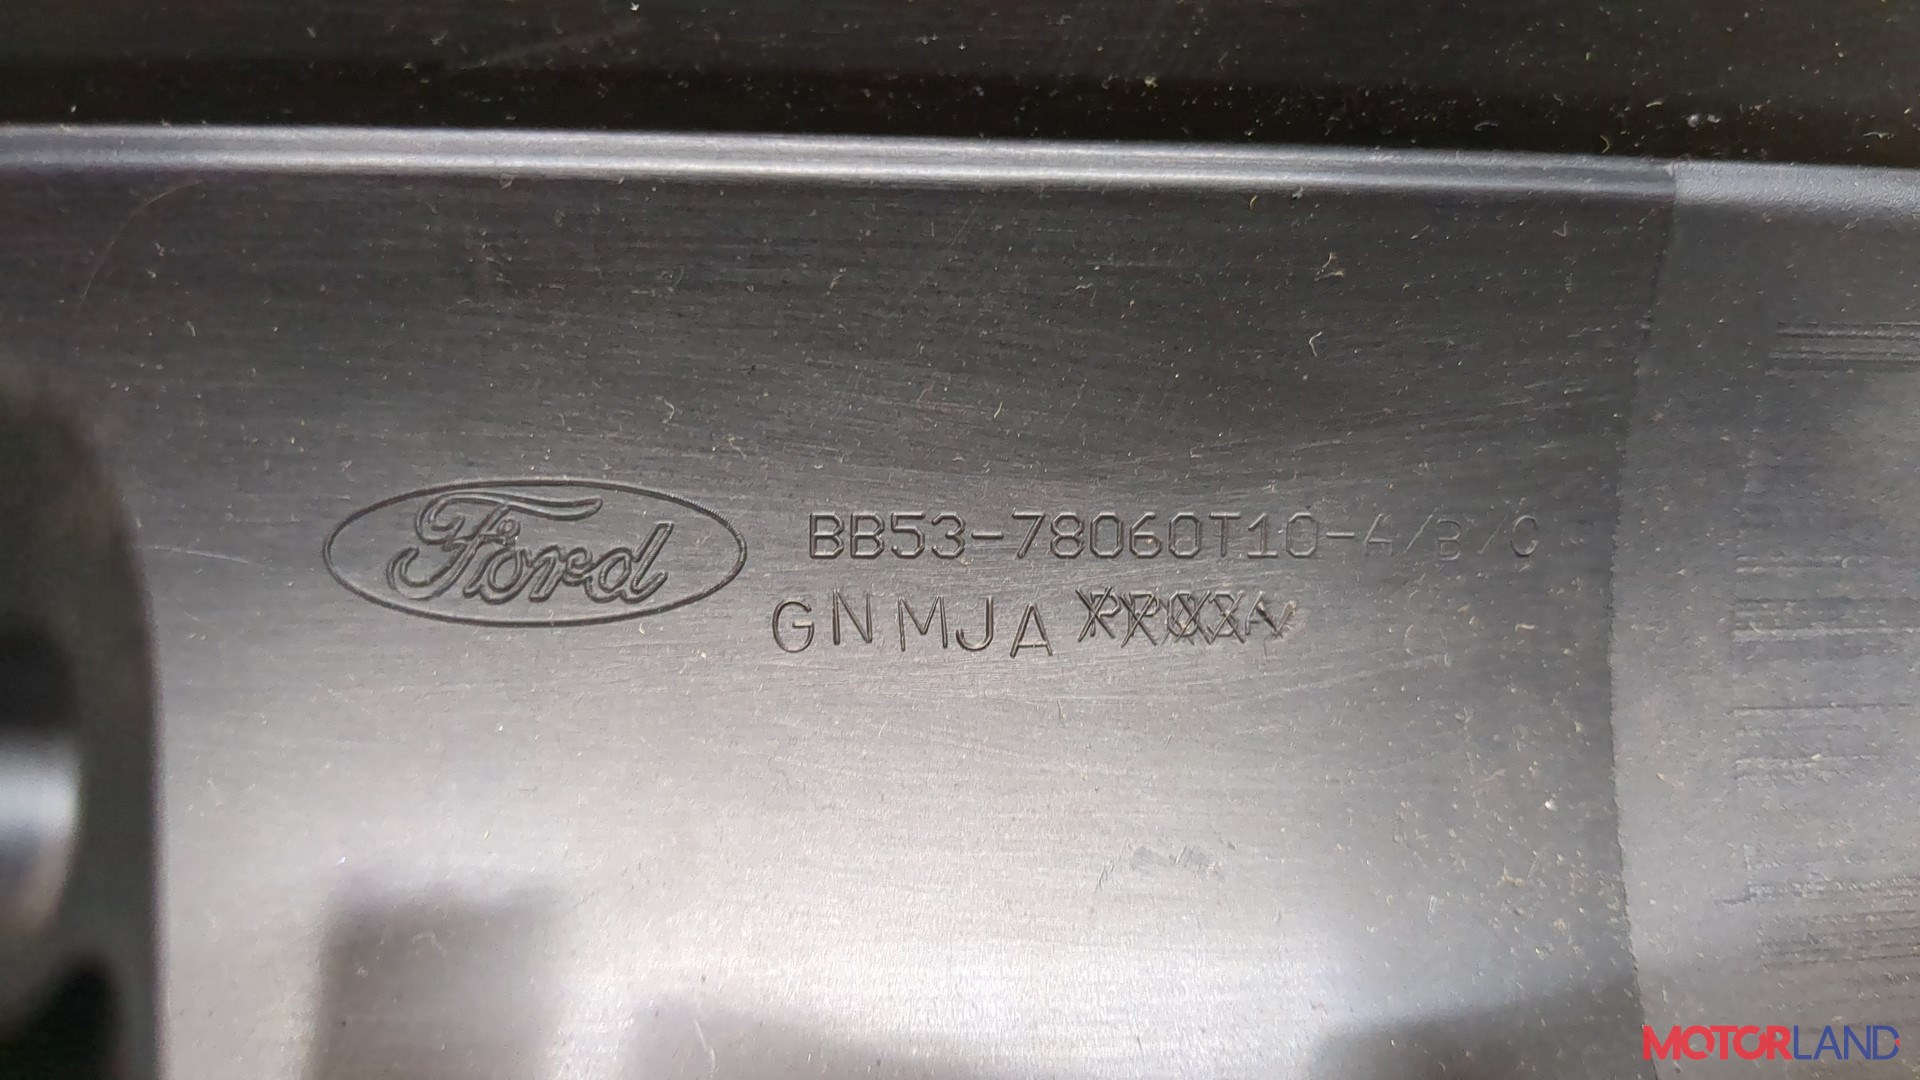 Ford BB53-78060T10-A/B/C
GNMJA
MOTORLAND